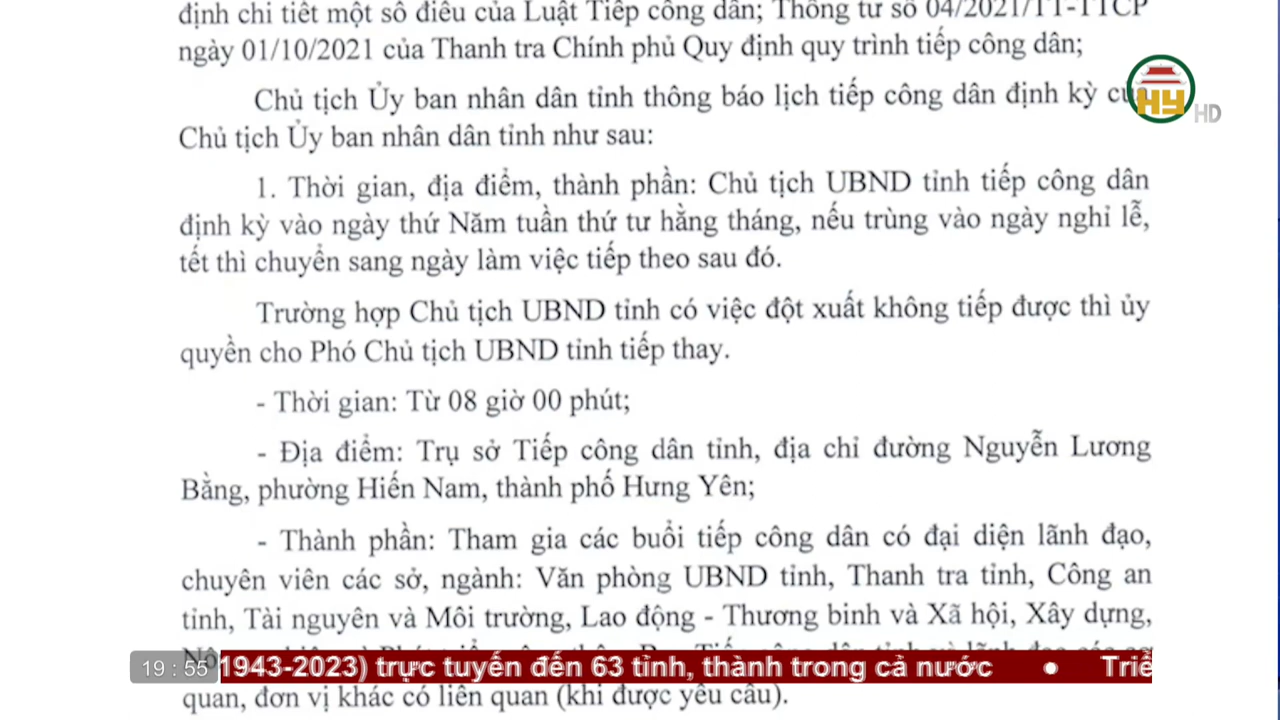 định chi tiết một số điều của Luật Tiếp công dân; Thông tư số 04/2021/TT-TTCP
ngày 01/10/2021 của Thanh tra Chính phủ Quy định quy trình tiếp công dân;
Chủ tịch Ủy ban nhân dân tỉnh thông báo lịch tiếp công dân định kỳ của
Chủ tịch Ủy ban nhân dân tỉnh như sau:
HY HD
1. Thời gian, địa điểm, thành phần: Chủ tịch UBND tỉnh tiếp công dân
định kỳ vào ngày thứ Năm tuần thứ tư hằng tháng, nếu trùng vào ngày nghỉ lễ,
tết thì chuyển sang ngày làm việc tiếp theo sau đó.
Trường hợp Chủ tịch UBND tỉnh có việc đột xuất không tiếp được thì ủy
quyền cho Phó Chủ tịch UBND tỉnh tiếp thay.
- Thời gian: Từ 08 giờ 00 phút;
- Địa điểm: Trụ sở Tiếp công dân tỉnh, địa chỉ đường Nguyễn Lương
Bằng, phường Hiến Nam, thành phố Hưng Yên;
- Thành phần: Tham gia các buổi tiếp công dân có đại diện lãnh đạo,
chuyên viên các sở, ngành: Văn phòng UBND tỉnh, Thanh tra tỉnh, Công an
tỉnh, Tài nguyên và Môi trường, Lao động - Thương binh và Xã hội, Xây dựng,
19 : 55 1943-2023) trực tuyến đến 63 tỉnh, thành trong cả nước • Triể
quan, đơn vị khác có liên quan (khi được yêu cầu).